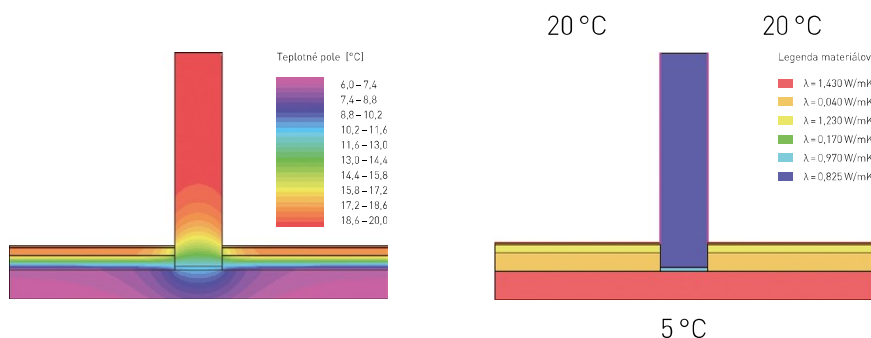 Teplotné pole [°C]
6,0 – 7,4
7,4 – 8,8
8,8 – 10,2
10,2 – 11,6
11,6 – 13,0
13,0 – 14,4
14,4 – 15,8
15,8 – 17,2
17,2 – 18,6
18,6 – 20,0
20 °C
20 °C
Legenda materiálov
λ = 1,430 W/mK
λ = 0,040 W/mK
λ = 1,230 W/mK
λ = 0,170 W/mK
λ = 0,970 W/mK
λ = 0,825 W/mK
5 °C